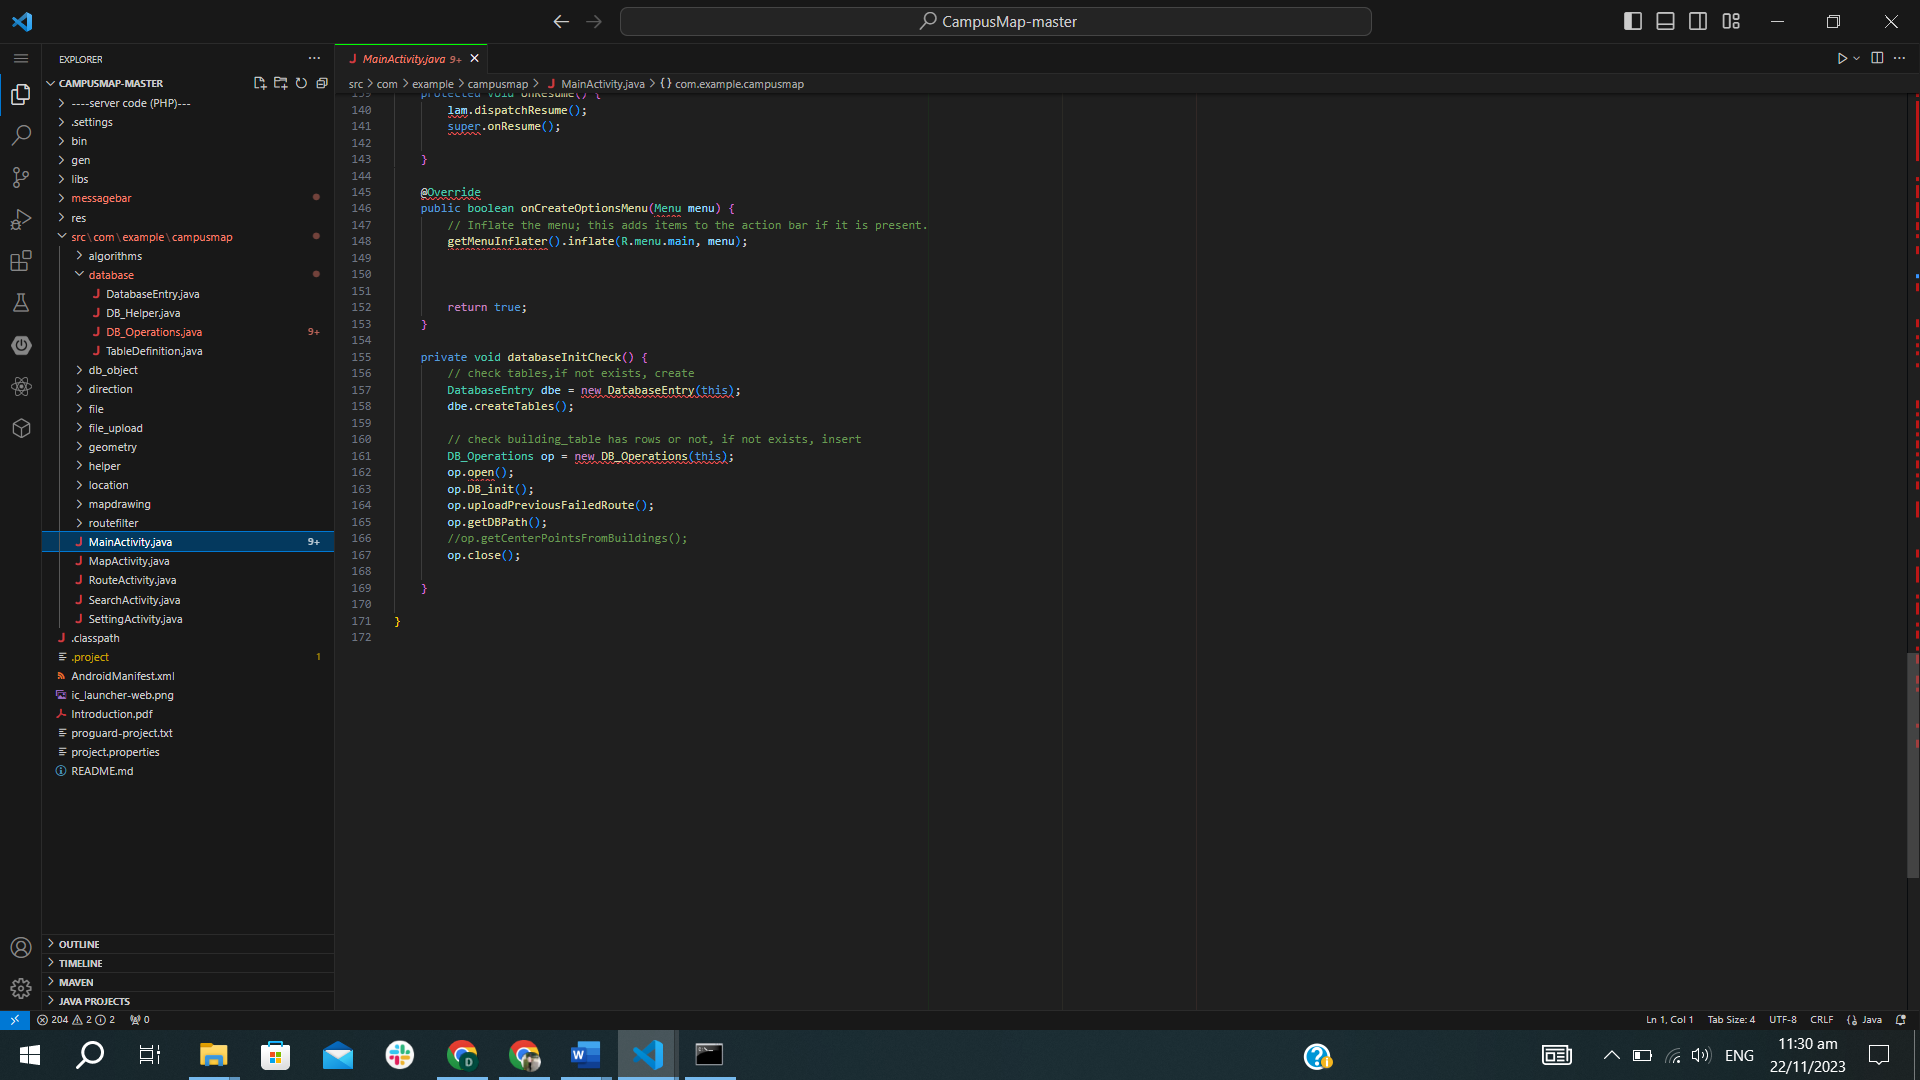 CampusMap-master
EXPLORER
CAMPUSMAP-MASTER
----server code (PHP)---
.settings
bin
gen
libs
messagebar
res
src\com\example\campusmap
algorithms
database
DatabaseEntry.java
DB_Helper.java
DB_Operations.java 9+
TableDefinition.java
db_object
direction
file
file_upload
geometry
helper
location
mapdrawing
routefilter
MainActivity.java 9+
MapActivity.java
RouteActivity.java
SearchActivity.java
SettingActivity.java
.classpath
.project 1
AndroidManifest.xml
ic_launcher-web.png
Introduction.pdf
proguard-project.txt
project.properties
README.md
OUTLINE
TIMELINE
MAVEN
JAVA PROJECTS
MainActivity.java 9+
src > com > example > campusmap > MainActivity.java > {} com.example.campusmap
139 protected void onResume() {
140 lam.dispatchResume();
141 super.onResume();
142
143 }
144
145 @Override
146 public boolean onCreateOptionsMenu(Menu menu) {
147 // Inflate the menu; this adds items to the action bar if it is present.
148 getMenuInflater().inflate(R.menu.main, menu);
149
150
151
152 return true;
153 }
154
155 private void databaseInitCheck() {
156 // check tables,if not exists, create
157 DatabaseEntry dbe = new DatabaseEntry(this);
158 dbe.createTables();
159
160 // check building_table has rows or not, if not exists, insert
161 DB_Operations op = new DB_Operations(this);
162 op.open();
163 op.DB_init();
164 op.uploadPreviousFailedRoute();
165 op.getDBPath();
166 //op.getCenterPointsFromBuildings();
167 op.close();
168
169 }
170
171 }
172
204 2 2 0
Ln 1, Col 1 Tab Size: 4 UTF-8 CRLF {} Java
ENG
11:30 am
22/11/2023